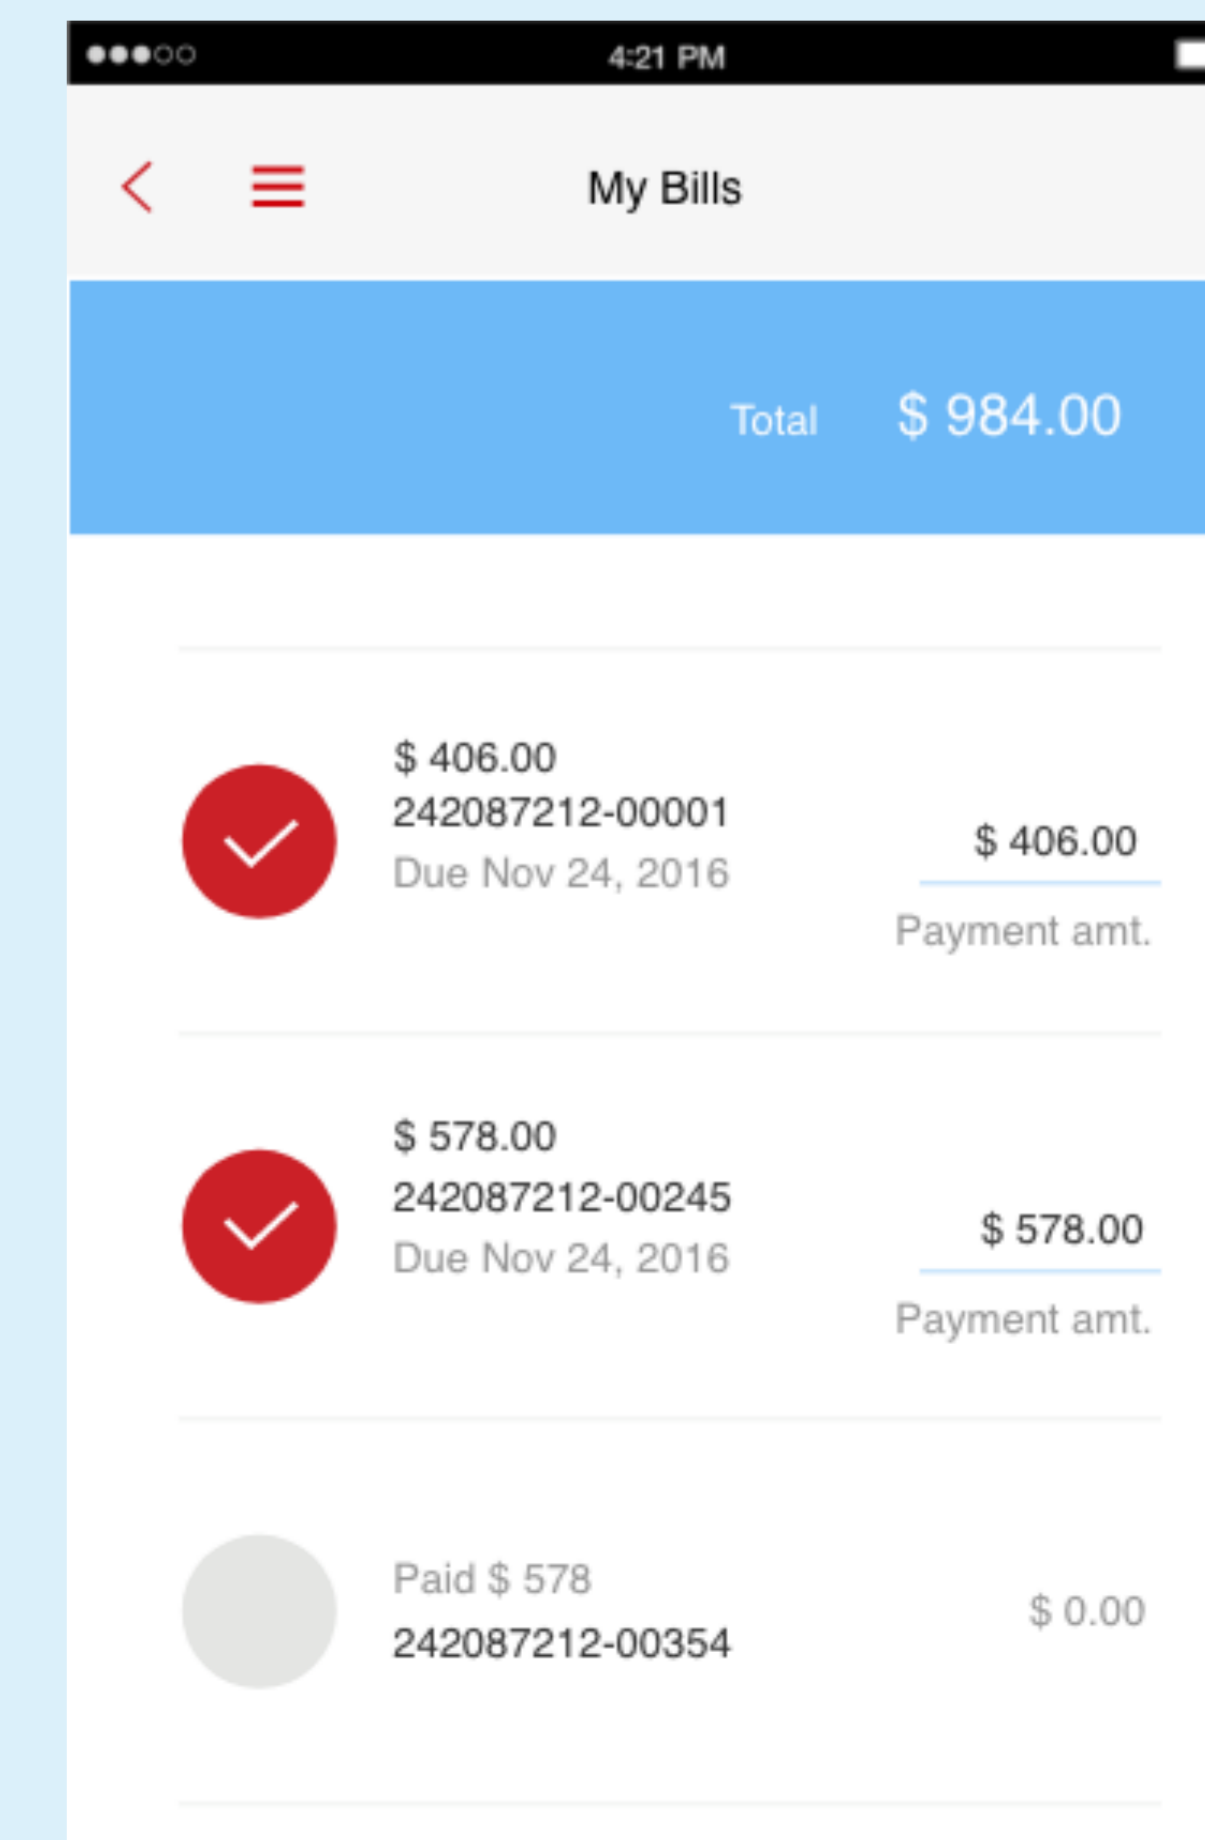 4:21 PM
My Bills
Total $ 984.00
$ 406.00
242087212-00001
Due Nov 24, 2016
$ 406.00
Payment amt.
$ 578.00
242087212-00245
Due Nov 24, 2016
$ 578.00
Payment amt.
Paid $ 578
242087212-00354
$ 0.00